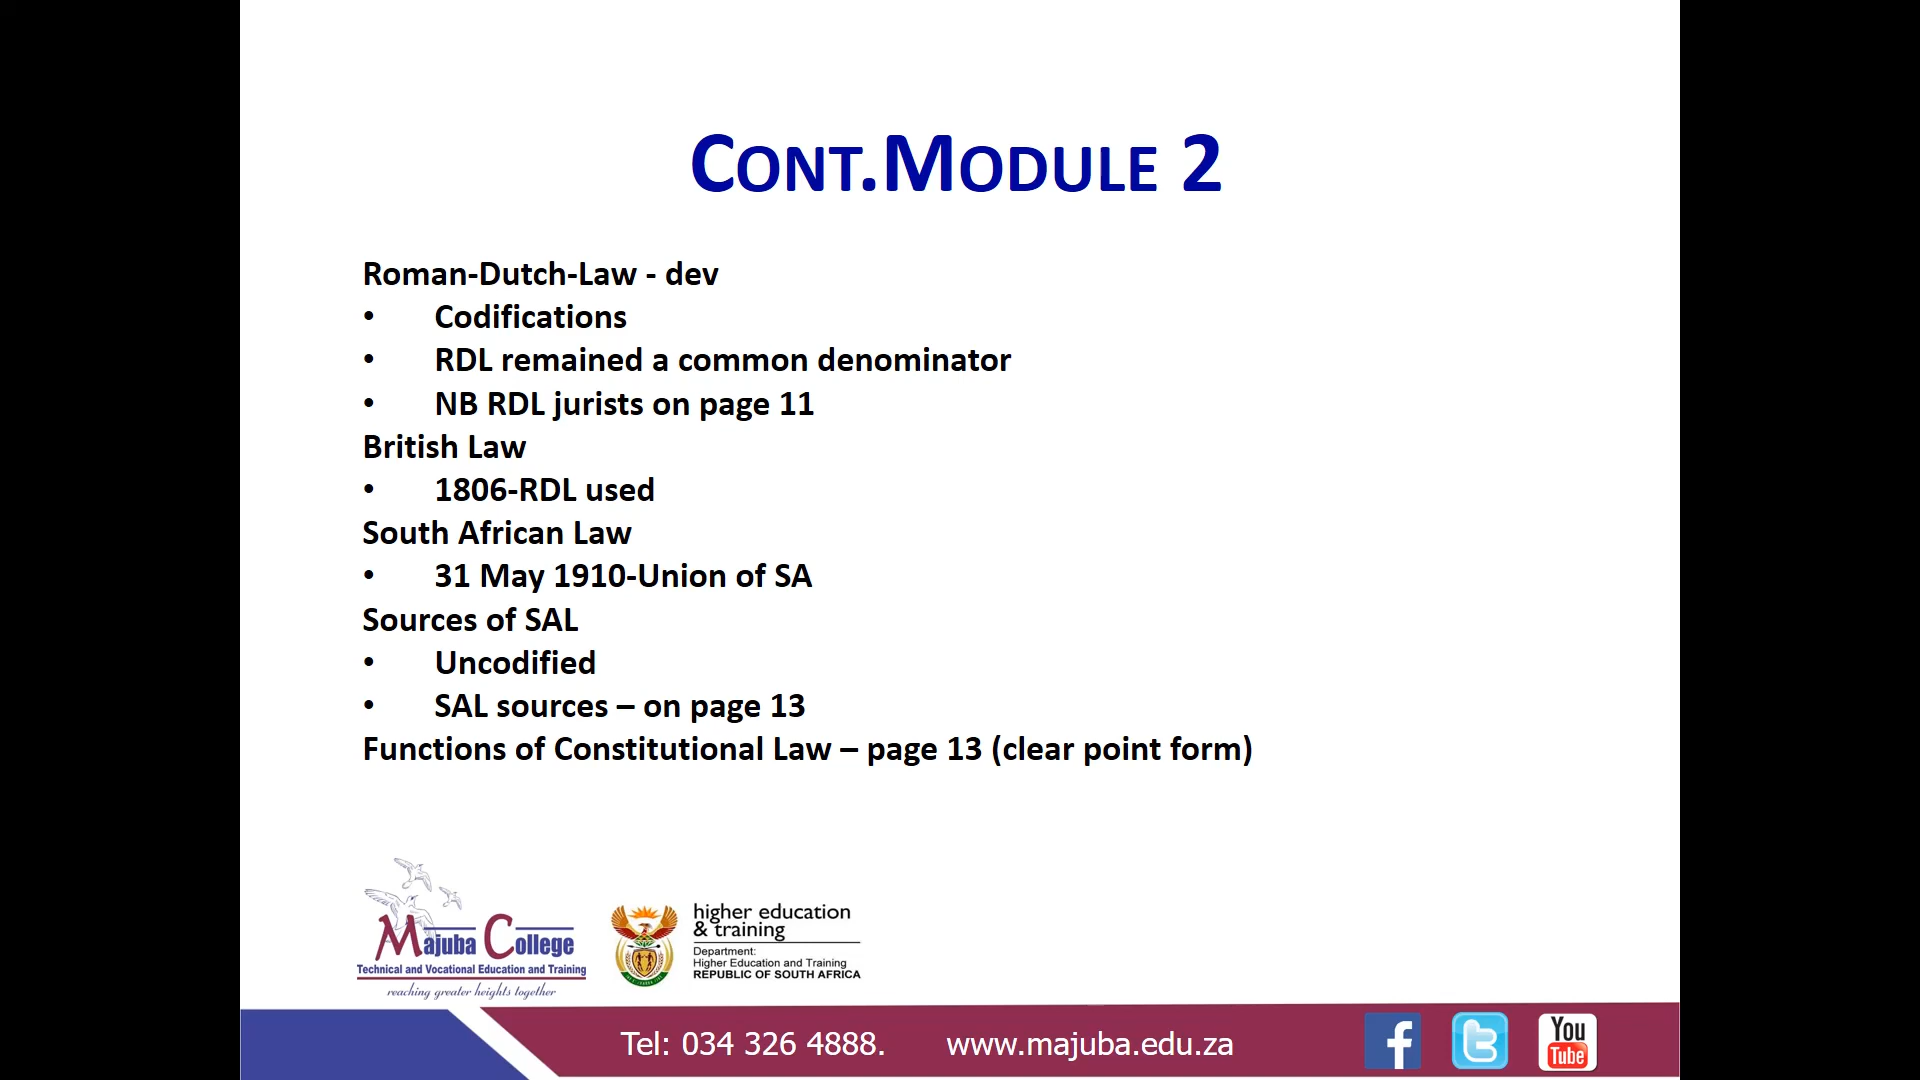 CONT.MODULE 2
Roman-Dutch-Law - dev
• Codifications
• RDL remained a common denominator
• NB RDL jurists on page 11
British Law
• 1806-RDL used
South African Law
• 31 May 1910-Union of SA
Sources of SAL
• Uncodified
• SAL sources – on page 13
Functions of Constitutional Law – page 13 (clear point form)
Majuba College
Technical and Vocational Education and Training
reaching greater heights together
higher education
& training
Department:
Higher Education and Training
REPUBLIC OF SOUTH AFRICA
Tel: 034 326 4888. www.majuba.edu.za
You
Tube